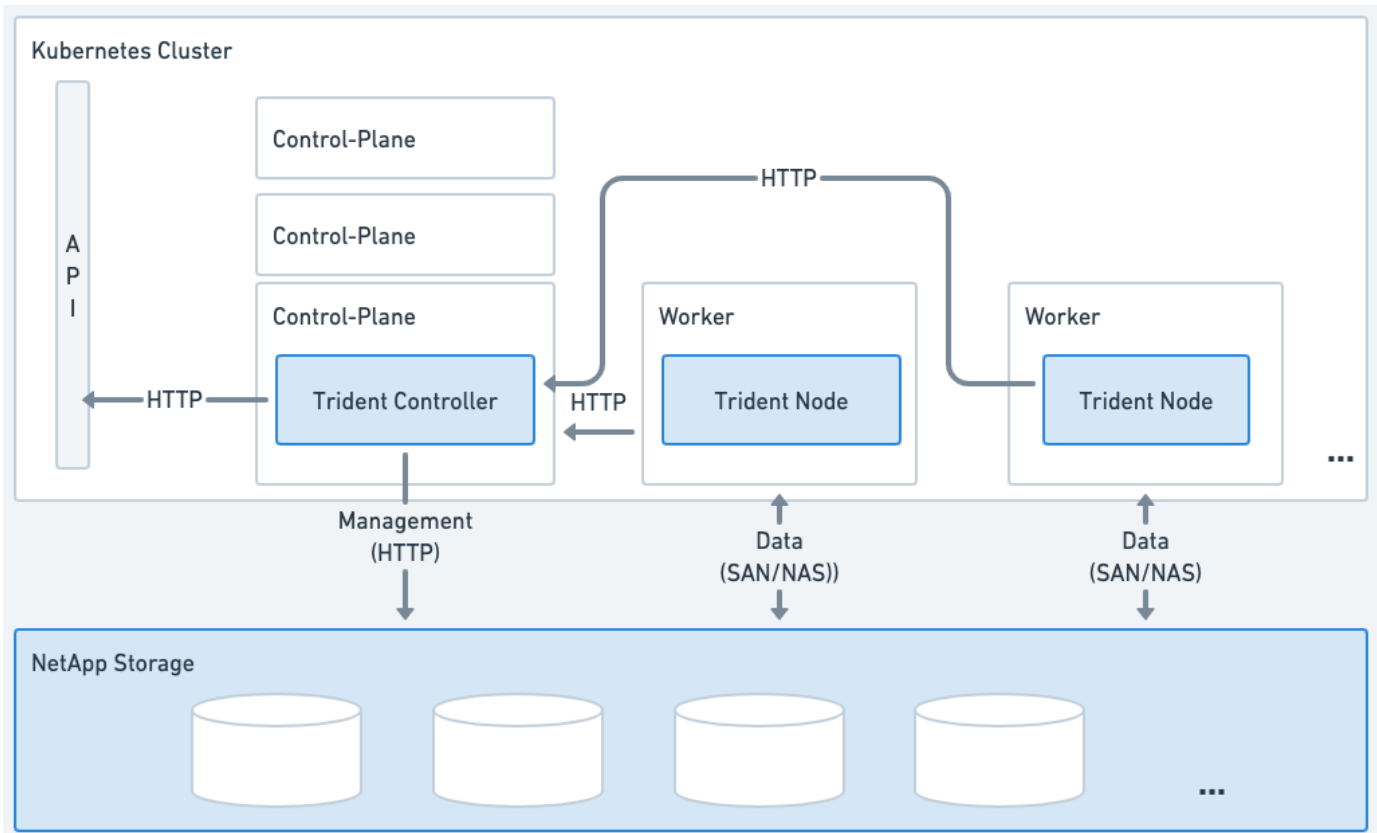 Kubernetes Cluster
A
P
I
Control-Plane
Control-Plane
Control-Plane
Trident Controller
HTTP
HTTP
HTTP
Worker
Trident Node
Worker
Trident Node
...
Management
(HTTP)
Data
(SAN/NAS))
Data
(SAN/NAS)
NetApp Storage
...